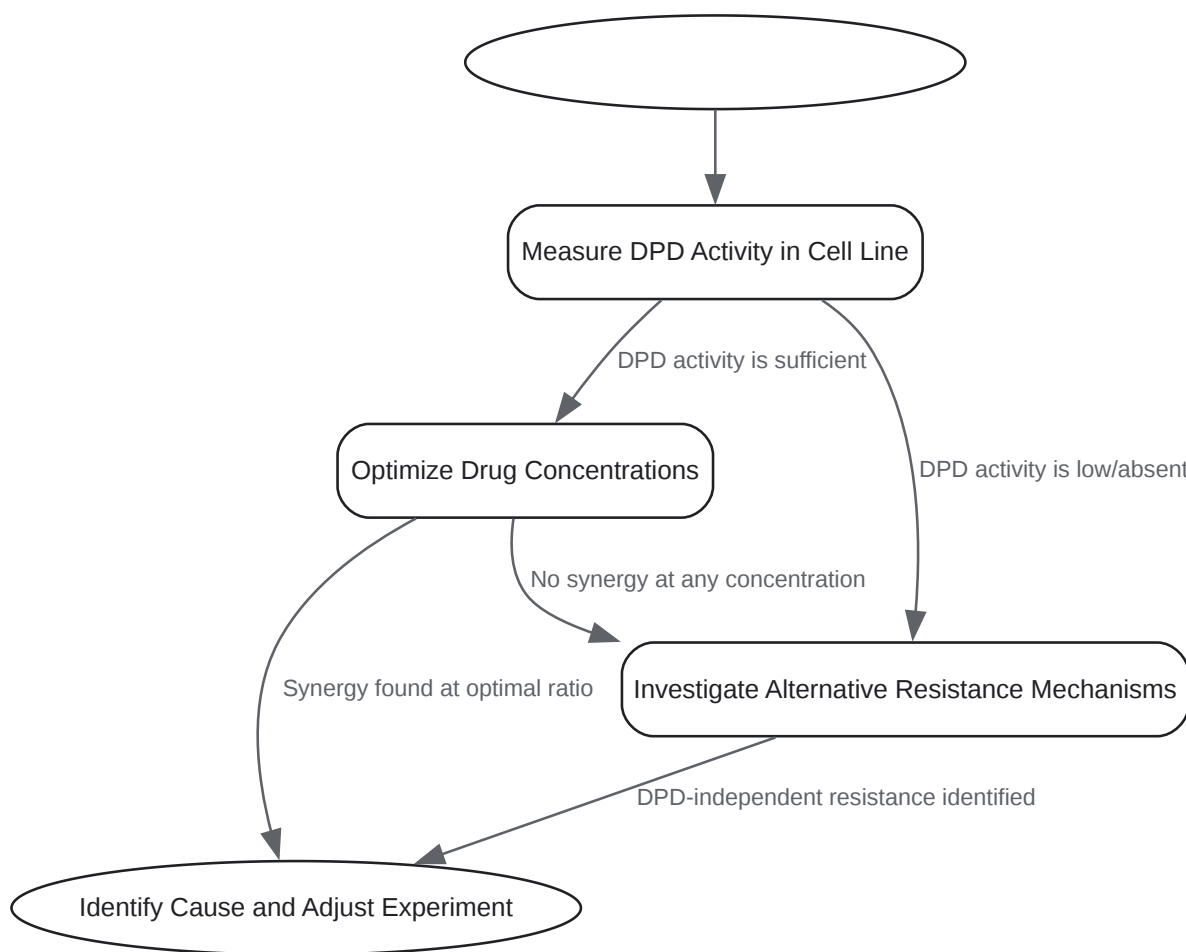 Measure DPD Activity in Cell Line
DPD activity is sufficient
Optimize Drug Concentrations
DPD activity is low/absent
No synergy at any concentration
Synergy found at optimal ratio
Investigate Alternative Resistance Mechanisms
DPD-independent resistance identified
Identify Cause and Adjust Experiment